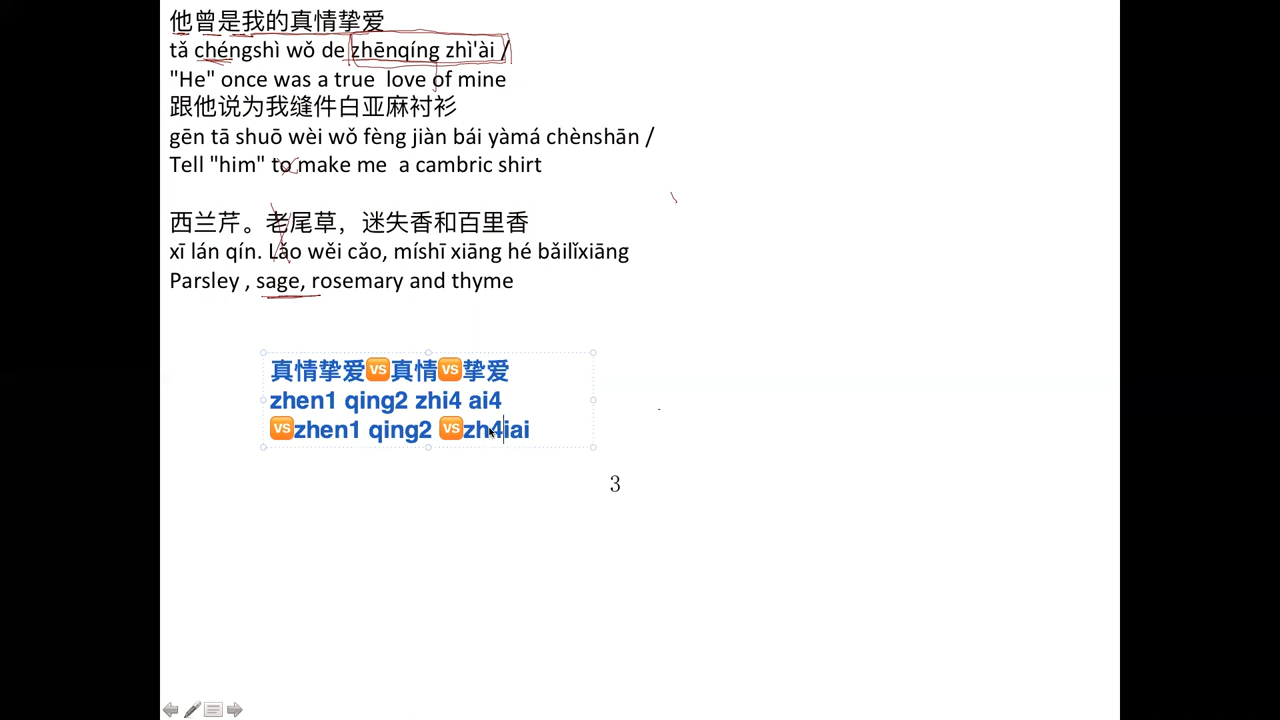 他曾是我的真情挚爱
tǎ chéngshì wǒ de zhēnqíng zhì'ài /
"He" once was a true  love of mine
跟他说为我缝件白亚麻衬衫
gēn tā shuō wèi wǒ fèng jiàn bái yàmá chènshān /
Tell "him" to make me  a cambric shirt
西兰芹。老尾草，迷失香和百里香
xī lán qín. Lǎo wěi cǎo, míshī xiāng hé bǎilǐxiāng
Parsley , sage, rosemary and thyme
真情挚爱🆚真情🆚挚爱
zhen1 qing2 zhi4 ai4
🆚zhen1 qing2 🆚zh4iai
3